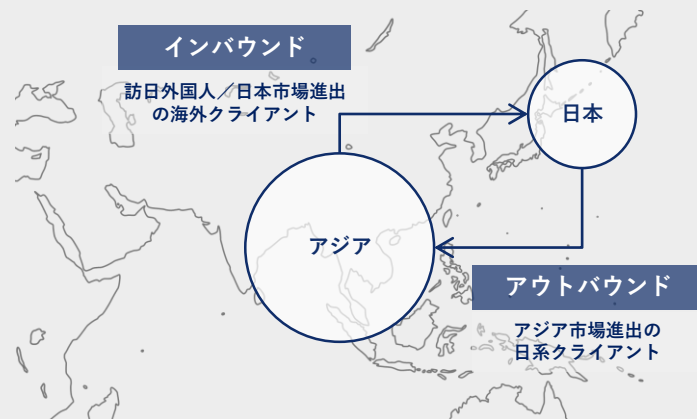 インバウンド
訪日外国人／日本市場進出
の海外クライアント
日本
アジア
アウトバウンド
アジア市場進出の
日系クライアント